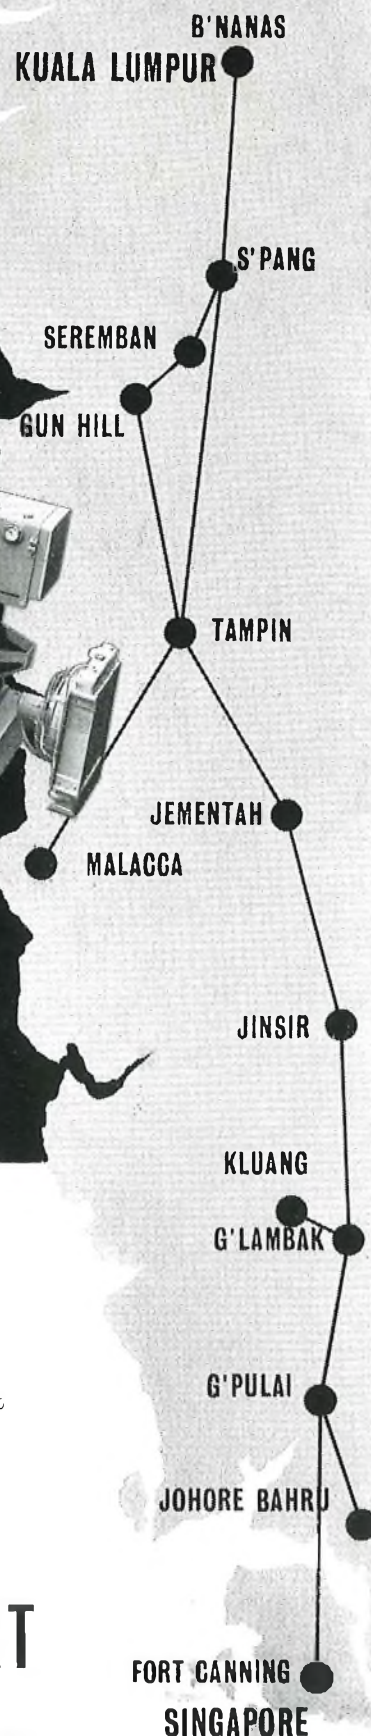 B'NANAS
KUALA LUMPUR
S'PANG
SEREMBAN
GUN HILL
TAMPIN
JEMENTAH
MALACCA
JINSIR
KLUANG
G'LAMBAK
G'PULAI
JOHORE BAHRU
FORT CANNING
SINGAPORE